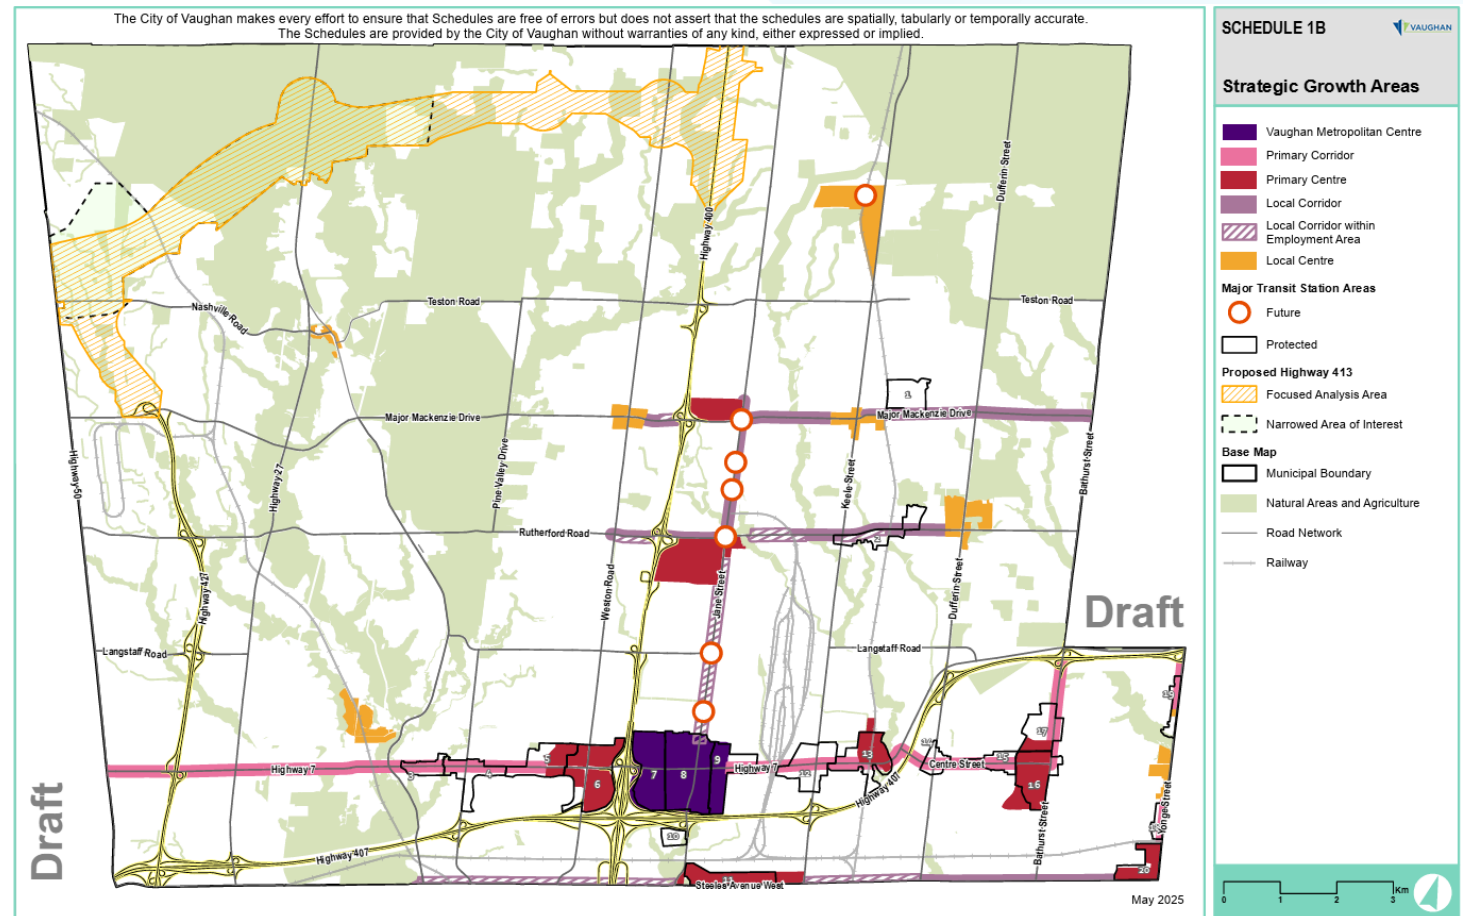 The City of Vaughan makes every effort to ensure that Schedules are free of errors but does not assert that the schedules are spatially, tabularly or temporally accurate.
The Schedules are provided by the City of Vaughan without warranties of any kind, either expressed or implied.
SCHEDULE 1B
VAUGHAN
Strategic Growth Areas
Vaughan Metropolitan Centre
Primary Corridor
Primary Centre
Local Corridor
Local Corridor within
Employment Area
Local Centre
Major Transit Station Areas
Future
Protected
Proposed Highway 413
Focused Analysis Area
Narrowed Area of Interest
Base Map
Municipal Boundary
Natural Areas and Agriculture
Road Network
Railway
0 1 2 3 Km
Dufferin Street
Highway 400
Teston Road
Teston Road
Nashville Road
1
Major Mackenzie Drive
Major Mackenzie Drive
Highway 50
Highway 27
Pine Valley Drive
Keele Street
Bathurst Street
Rutherford Road
2
Highway 427
Weston Road
Jane Street
Dufferin Street
Draft
Langstaff Road
Langstaff Road
17
14
13
15
5
9
Highway 7
3
4
6
7
8
Highway 7
12
Centre Street
16
Highway 407
Yonge Street
Draft
10
Bathurst Street
Highway 407
20
11
Steeles Avenue West
May 2025